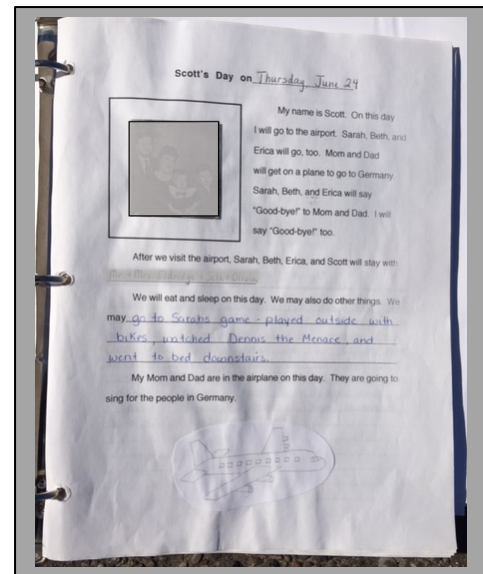 Scott's Day on Thursday June 24
My name is Scott. On this day
I will go to the airport. Sarah, Beth, and
Erica will go, too. Mom and Dad
will get on a plane to go to Germany.
Sarah, Beth, and Erica will say
"Good-bye!" to Mom and Dad. I will
say "Good-bye!" too.
After we visit the airport, Sarah, Beth, Erica, and Scott will stay with
We will eat and sleep on this day. We may also do other things. We
may go to Sarahs game - played outside with
bikes, watched Dennis the Menace, and
went to bed downstairs.
My Mom and Dad are in the airplane on this day. They are going to
sing for the people in Germany.